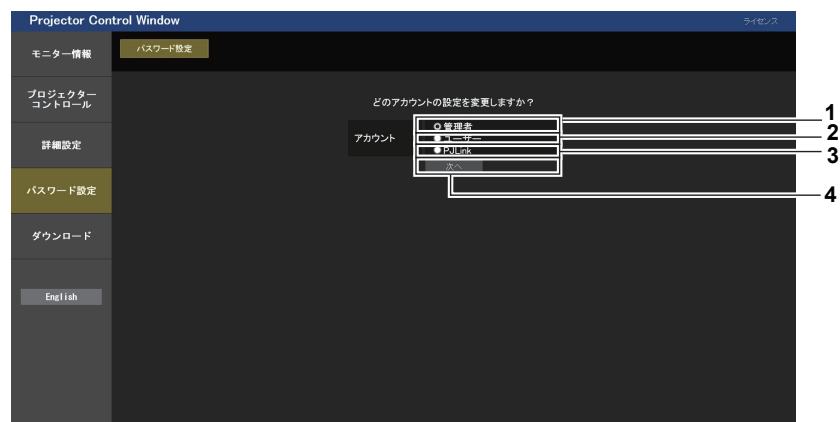 Projector Control Window
ライセンス
モニター情報
パスワード設定
プロジェクター
コントロール
どのアカウントの設定を変更しますか?
アカウント
管理者
1
ユーザー
2
PJLink
3
次へ
4
詳細設定
パスワード設定
ダウンロード
English